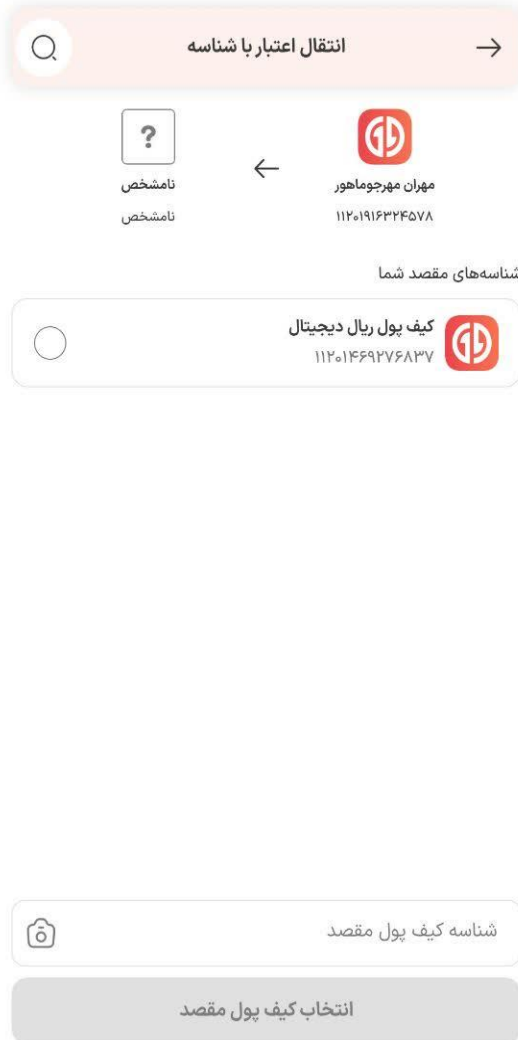 انتقال اعتبار با شناسه
مهران مهرجوماهور
۱۱۲۰۱۹۱۶۳۲۴۵۷۸
?
نامشخص
نامشخص
شناسه‌های مقصد شما
کیف پول ریال دیجیتال
۱۱۲۰۱۴۶۹۲۷۶۸۳۷
شناسه کیف پول مقصد
انتخاب کیف پول مقصد